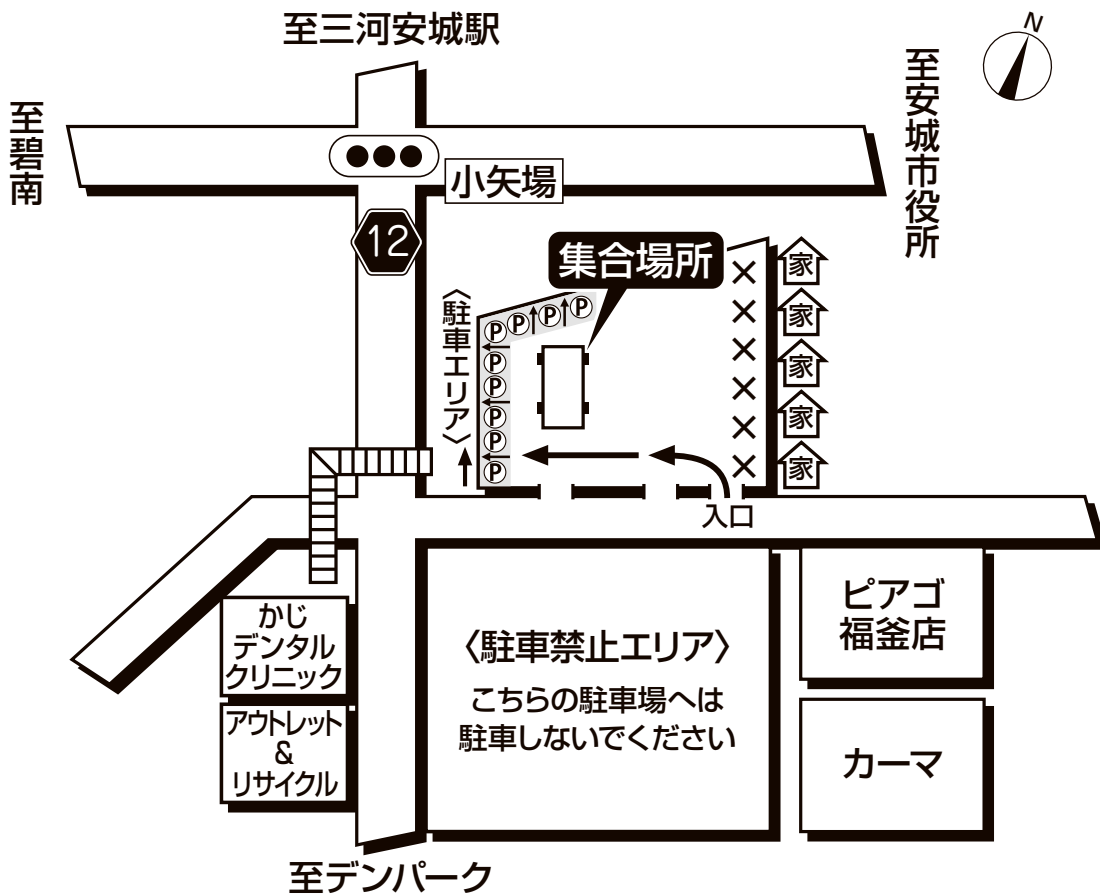 至三河安城駅
N
至碧南
至安城市役所
小矢場
12
集合場所
〈駐車エリア〉
P
P
P
P
P
P
P
P
P
家
家
家
家
家
入口
かじ
デンタル
クリニック
アウトレット
&
リサイクル
〈駐車禁止エリア〉
こちらの駐車場へは
駐車しないでください
ピアゴ
福釜店
カーマ
至デンパーク